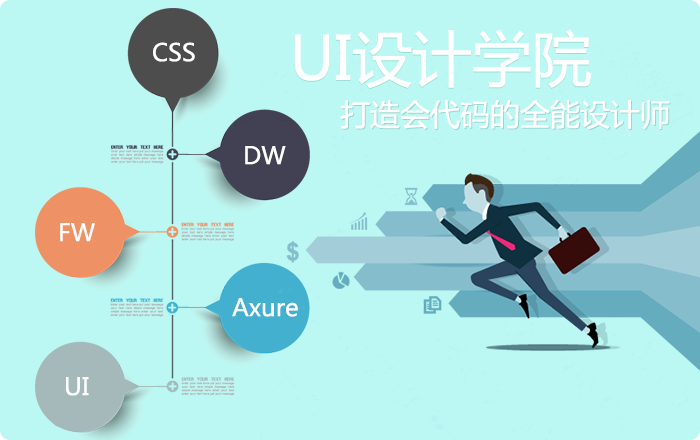 UI设计学院
打造会代码的全能设计师
CSS
ENTER YOUR TEXT HERE
DW
FW
ENTER YOUR TEXT HERE
$
ENTER YOUR TEXT HERE
Axure
UI
ENTER YOUR TEXT HERE